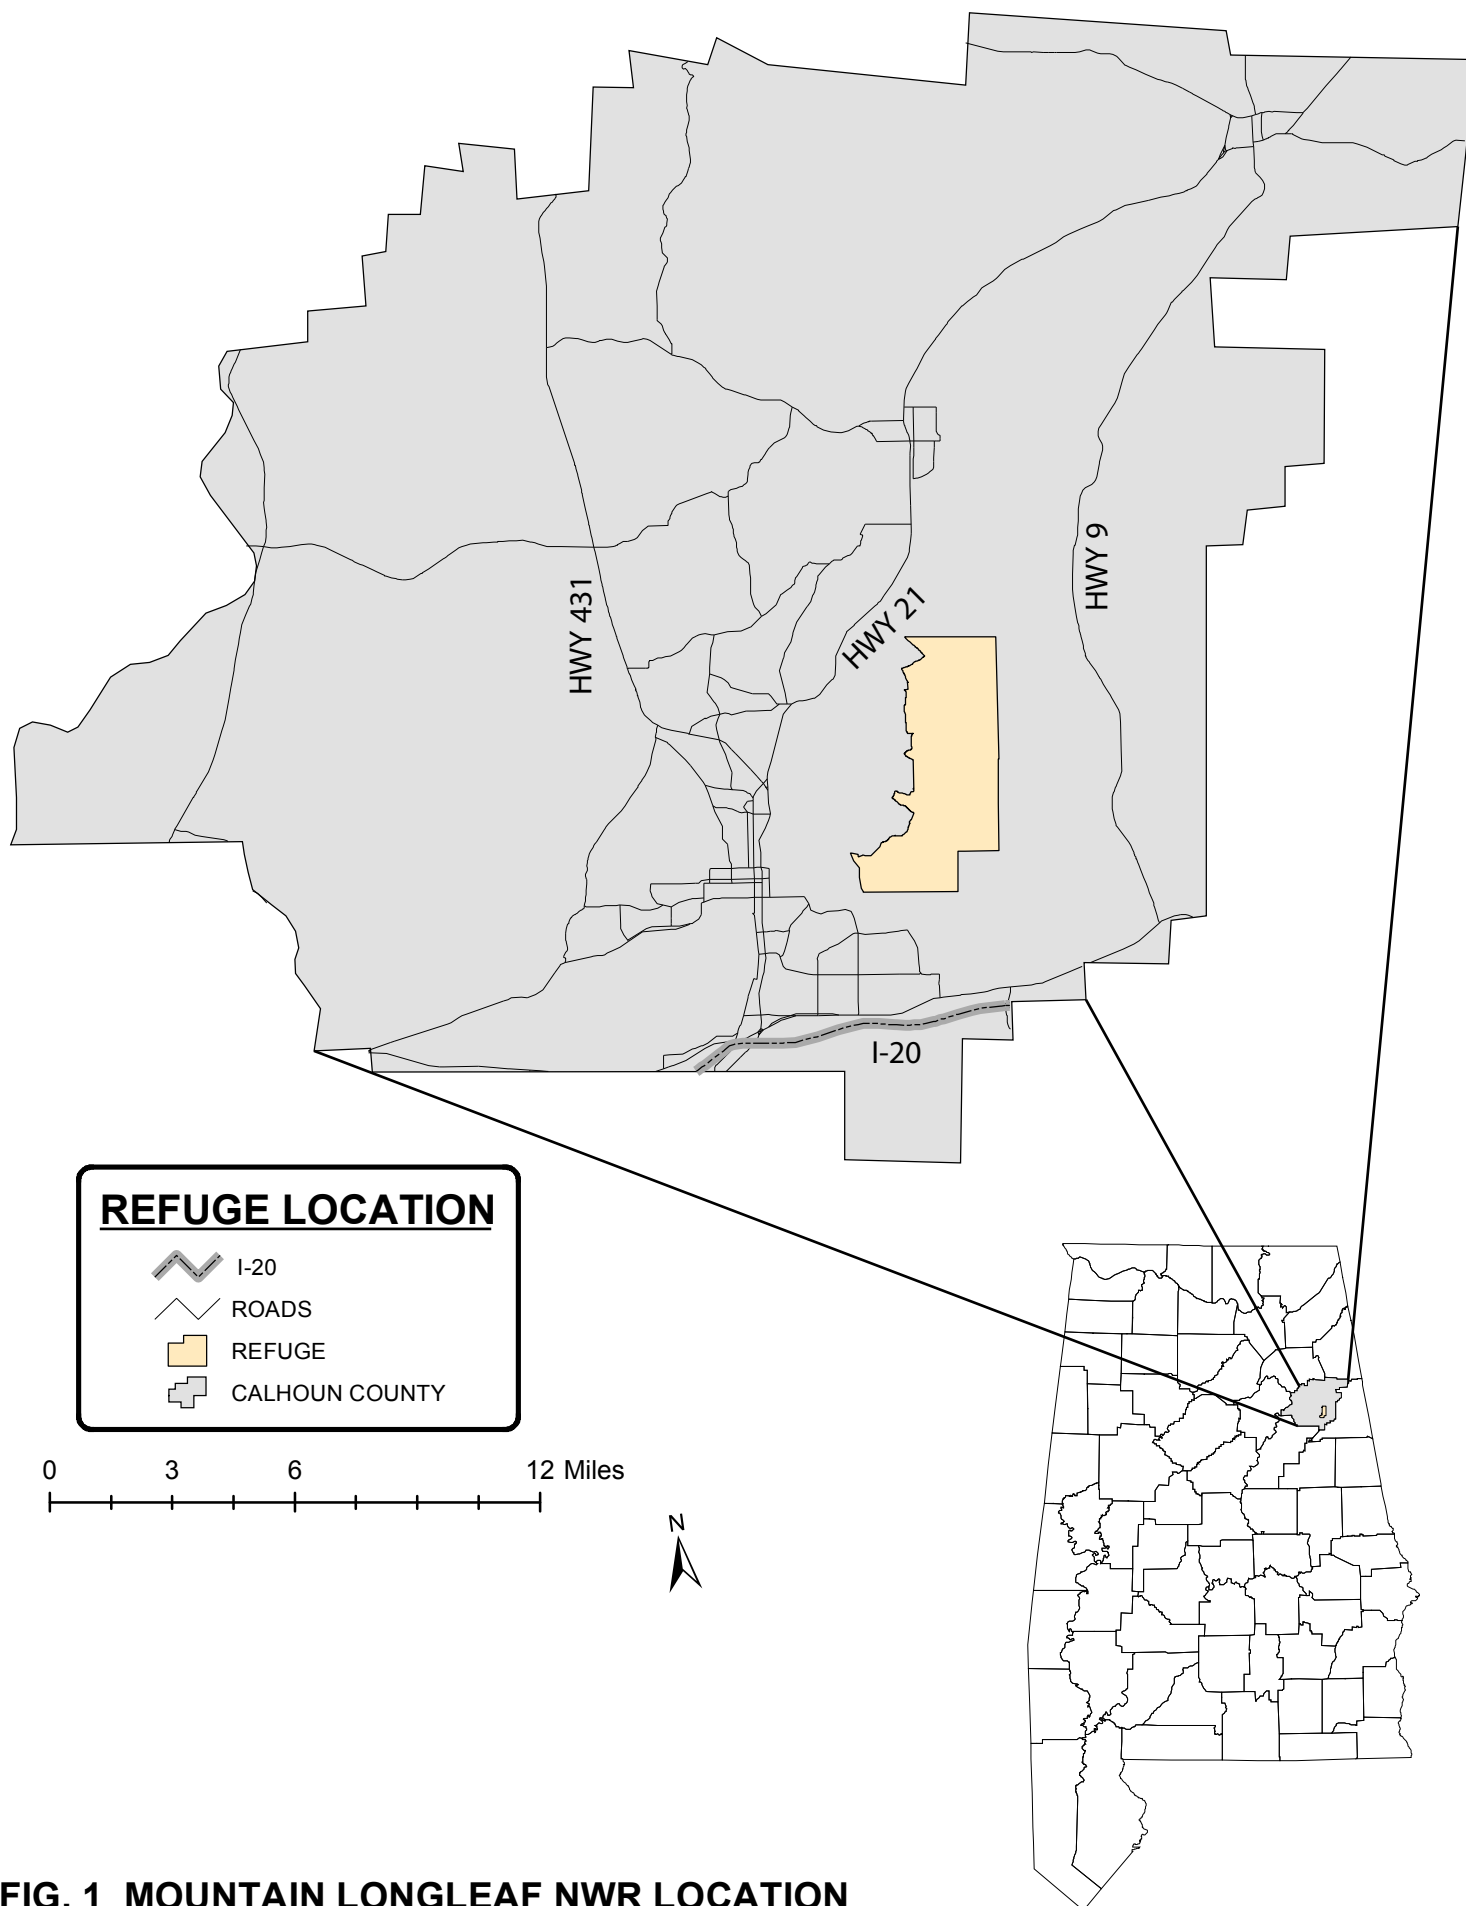 HWY 431
HWY 21
HWY 9
I-20
REFUGE LOCATION
I-20
ROADS
REFUGE
CALHOUN COUNTY
0 3 6 12 Miles
N
FIG. 1 MOUNTAIN LONGLEAF NWR LOCATION